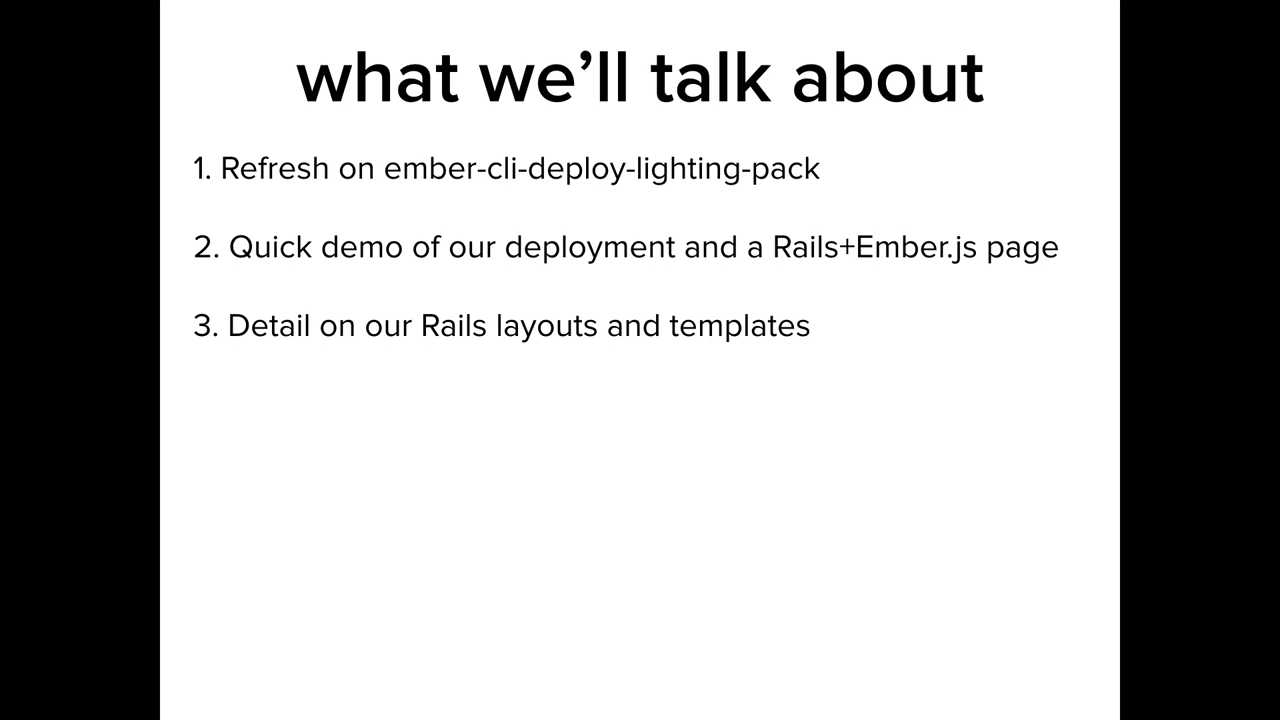 what we’ll talk about
1. Refresh on ember-cli-deploy-lighting-pack
2. Quick demo of our deployment and a Rails+Ember.js page
3. Detail on our Rails layouts and templates